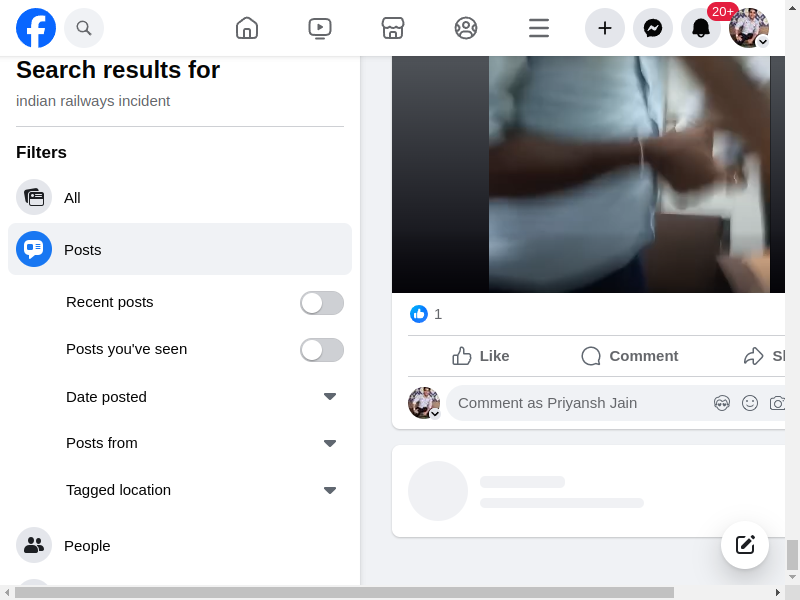 20+
Search results for
indian railways incident
Filters
All
Posts
Recent posts
Posts you've seen
Date posted
Posts from
Tagged location
People
1
Like
Comment
Comment as Priyansh Jain